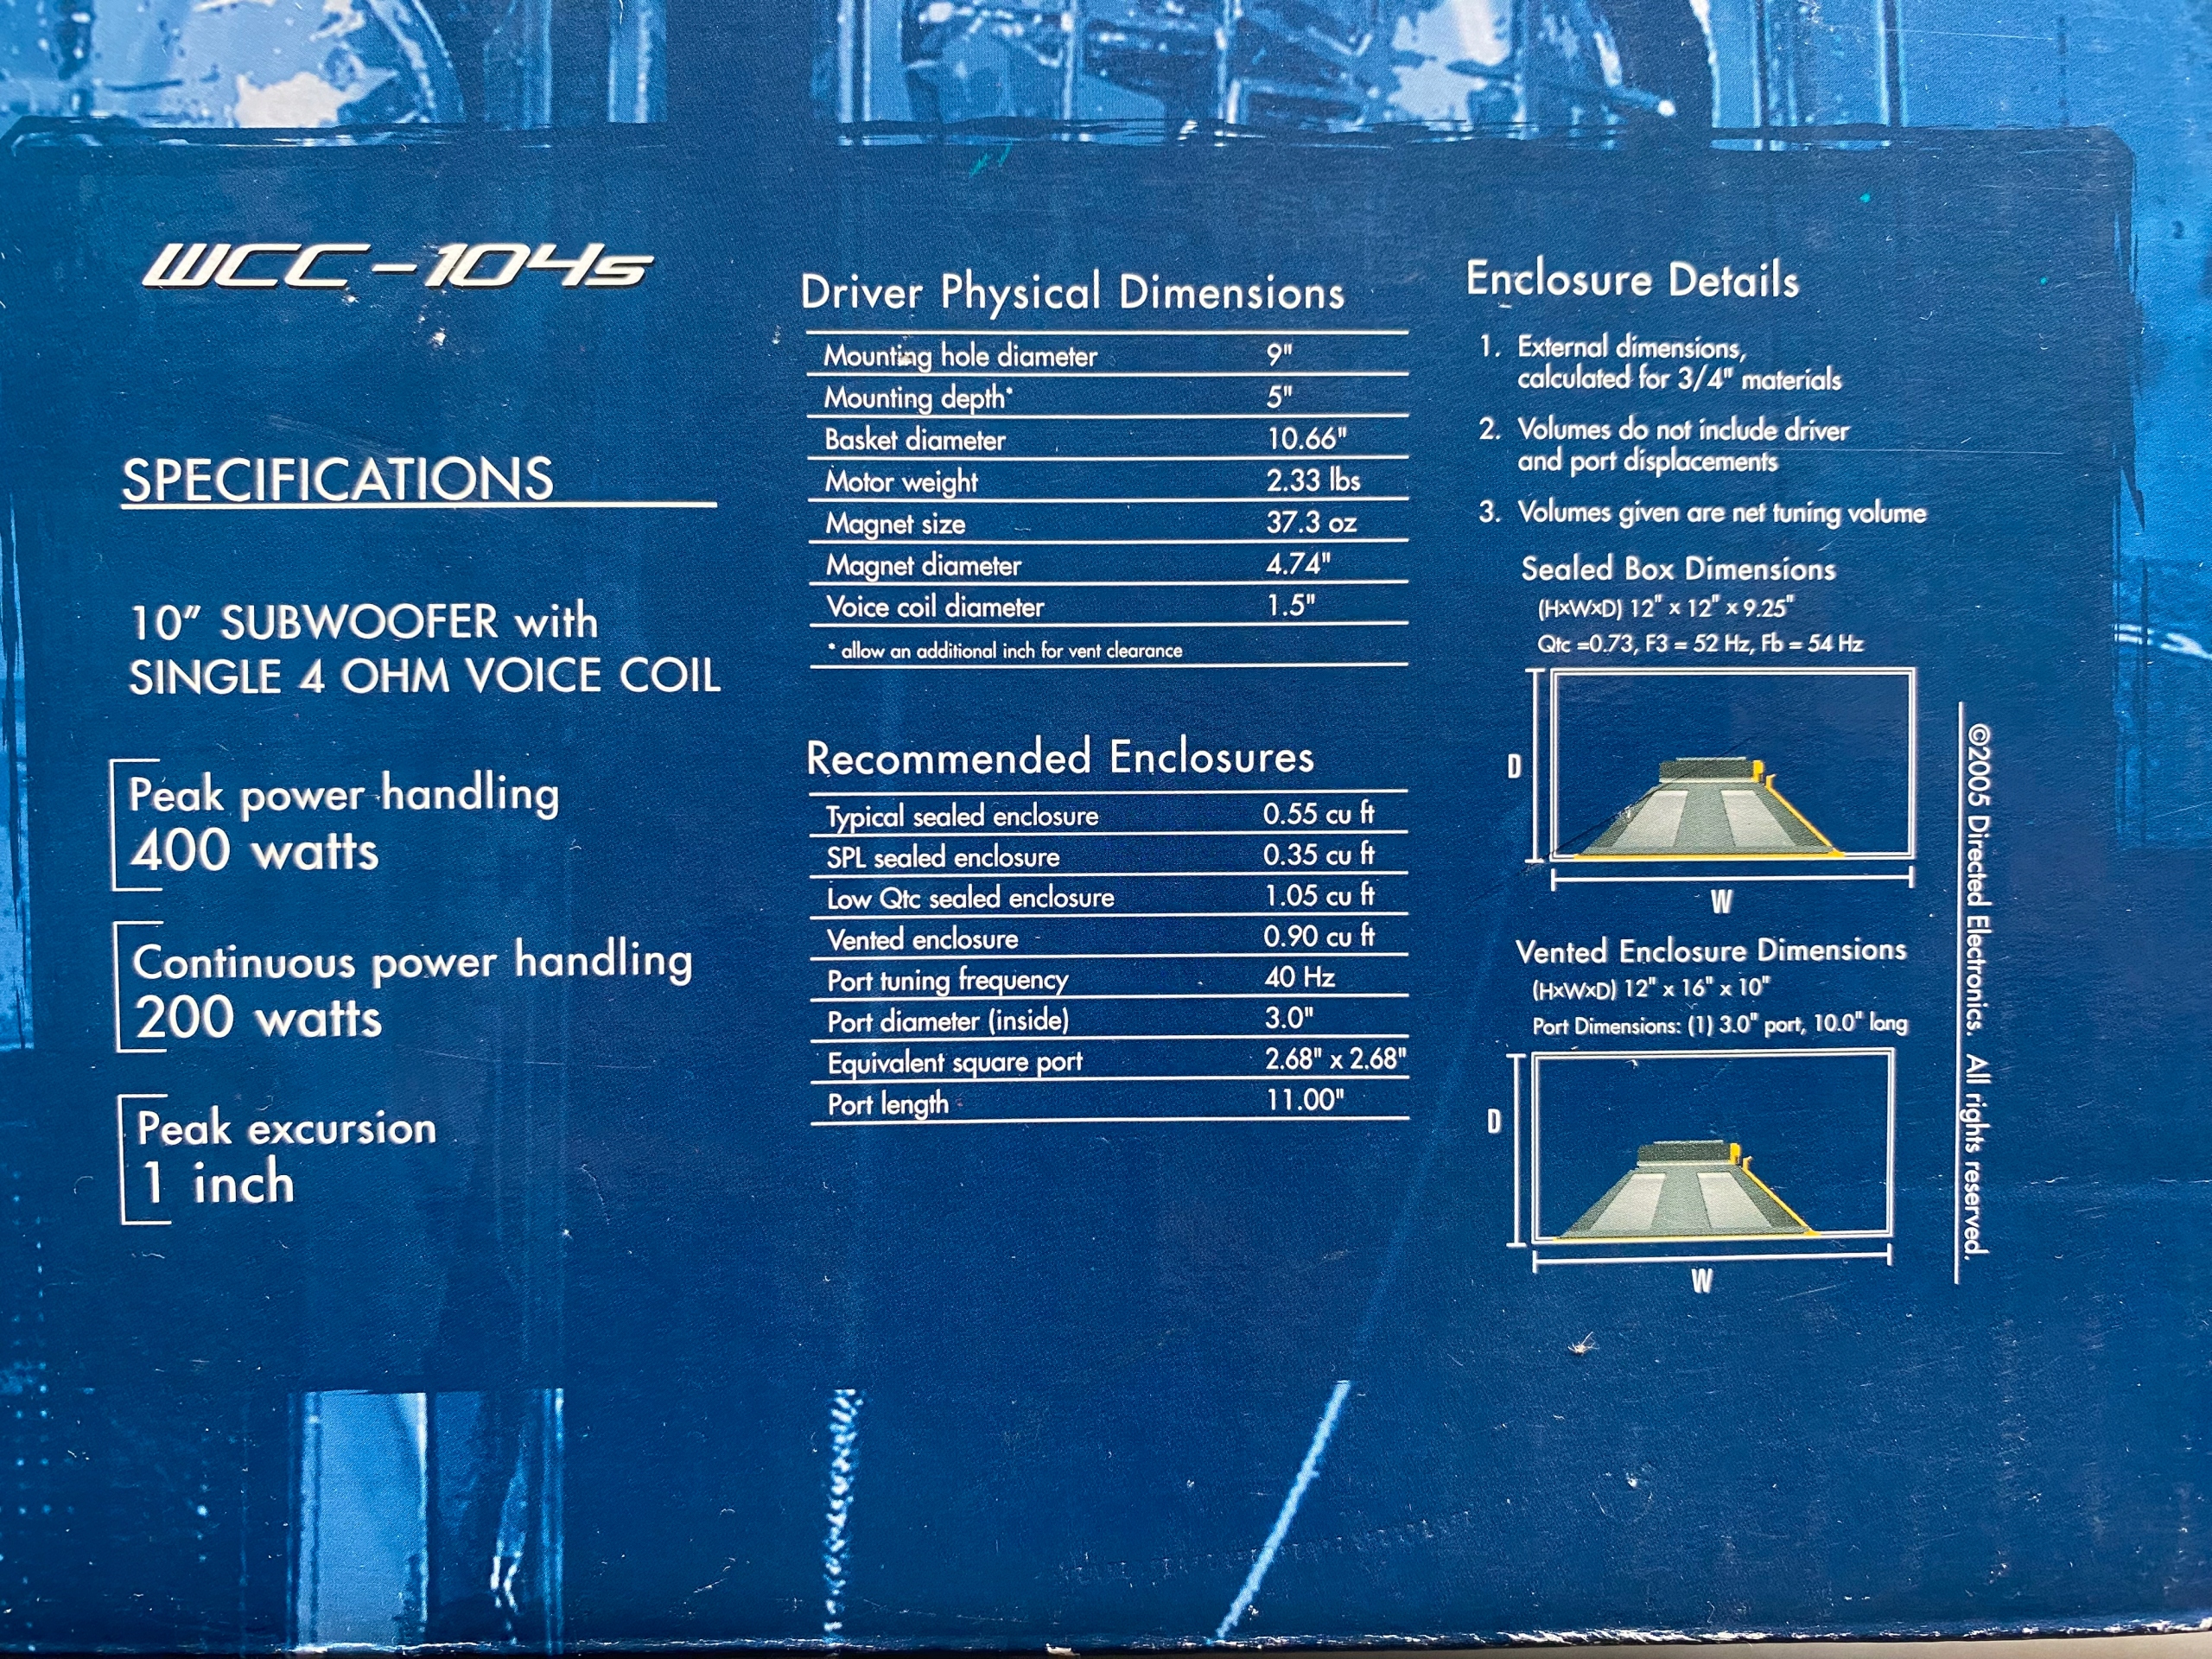 WCC-104s
SPECIFICATIONS
10" SUBWOOFER with
SINGLE 4 OHM VOICE COIL
Peak power handling
400 watts
Continuous power handling
200 watts
Peak excursion
1 inch
Driver Physical Dimensions
Mounting hole diameter 9"
Mounting depth* 5"
Basket diameter 10.66"
Motor weight 2.33 lbs
Magnet size 37.3 oz
Magnet diameter 4.74"
Voice coil diameter 1.5"
* allow an additional inch for vent clearance
Recommended Enclosures
Typical sealed enclosure 0.55 cu ft
SPL sealed enclosure 0.35 cu ft
Low Qtc sealed enclosure 1.05 cu ft
Vented enclosure 0.90 cu ft
Port tuning frequency 40 Hz
Port diameter (inside) 3.0"
Equivalent square port 2.68" x 2.68"
Port length 11.00"
Enclosure Details
1. External dimensions,
calculated for 3/4" materials
2. Volumes do not include driver
and port displacements
3. Volumes given are net tuning volume
Sealed Box Dimensions
(HxWxD) 12" x 12" x 9.25"
Qtc =0.73, F3 = 52 Hz, Fb = 54 Hz
D
W
Vented Enclosure Dimensions
(HxWxD) 12" x 16" x 10"
Port Dimensions: (1) 3.0" port, 10.0" long
D
W
©2005 Directed Electronics. All rights reserved.